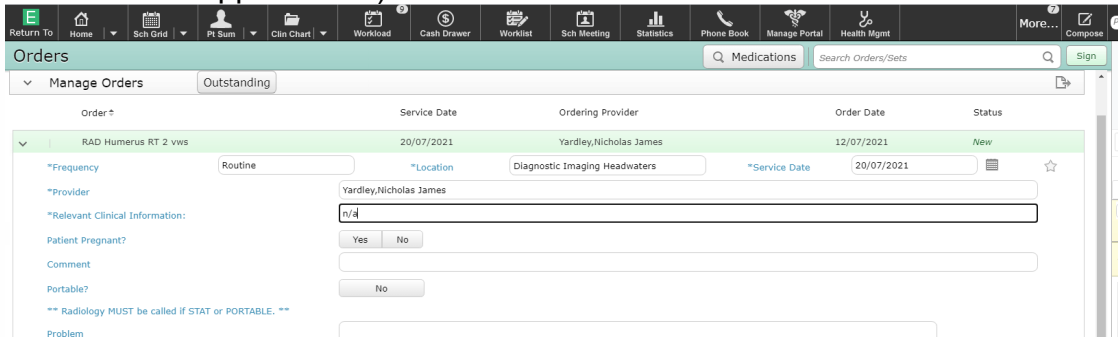 9 7
E $
Return To Home Sch Grid Pt Sum Clin Chart Workload Cash Drawer Worklist Sch Meeting Statistics Phone Book Manage Portal Health Mgmt More... Compose
Orders Medications Search Orders/Sets Sign
Manage Orders Outstanding
Order Service Date Ordering Provider Order Date Status
RAD Humerus RT 2 vws 20/07/2021 Yardley,Nicholas James 12/07/2021 New
*Frequency Routine *Location Diagnostic Imaging Headwaters *Service Date 20/07/2021
*Provider Yardley,Nicholas James
*Relevant Clinical Information: n/a
Patient Pregnant? Yes No
Comment
Portable? No
** Radiology MUST be called if STAT or PORTABLE. **
Problem